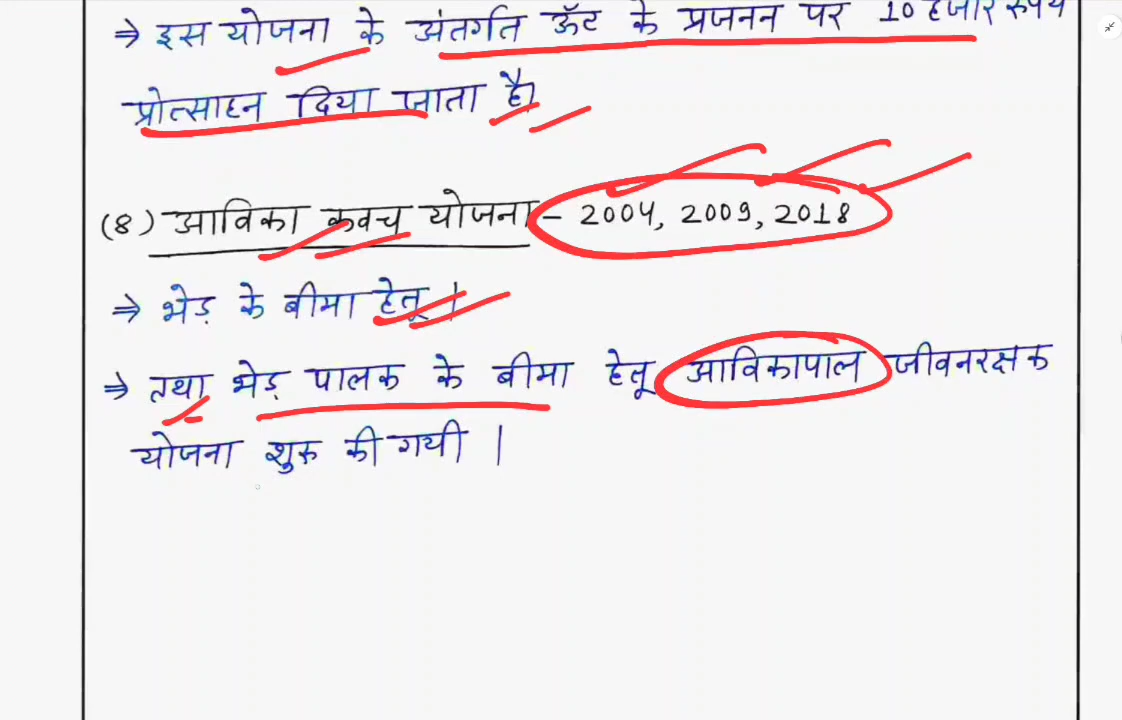 ⇒ इस योजना के अंतर्गत ऊँट के प्रजनन पर 10 हजार रुपये
प्रोत्साहन दिया जाता है।
(8) आविका कवच योजना – 2004, 2009, 2018
⇒ भेड़ के बीमा हेतू।
⇒ तथा भेड़ पालक के बीमा हेतू आविकापाल जीवनरक्षक
योजना शुरू की गयी।